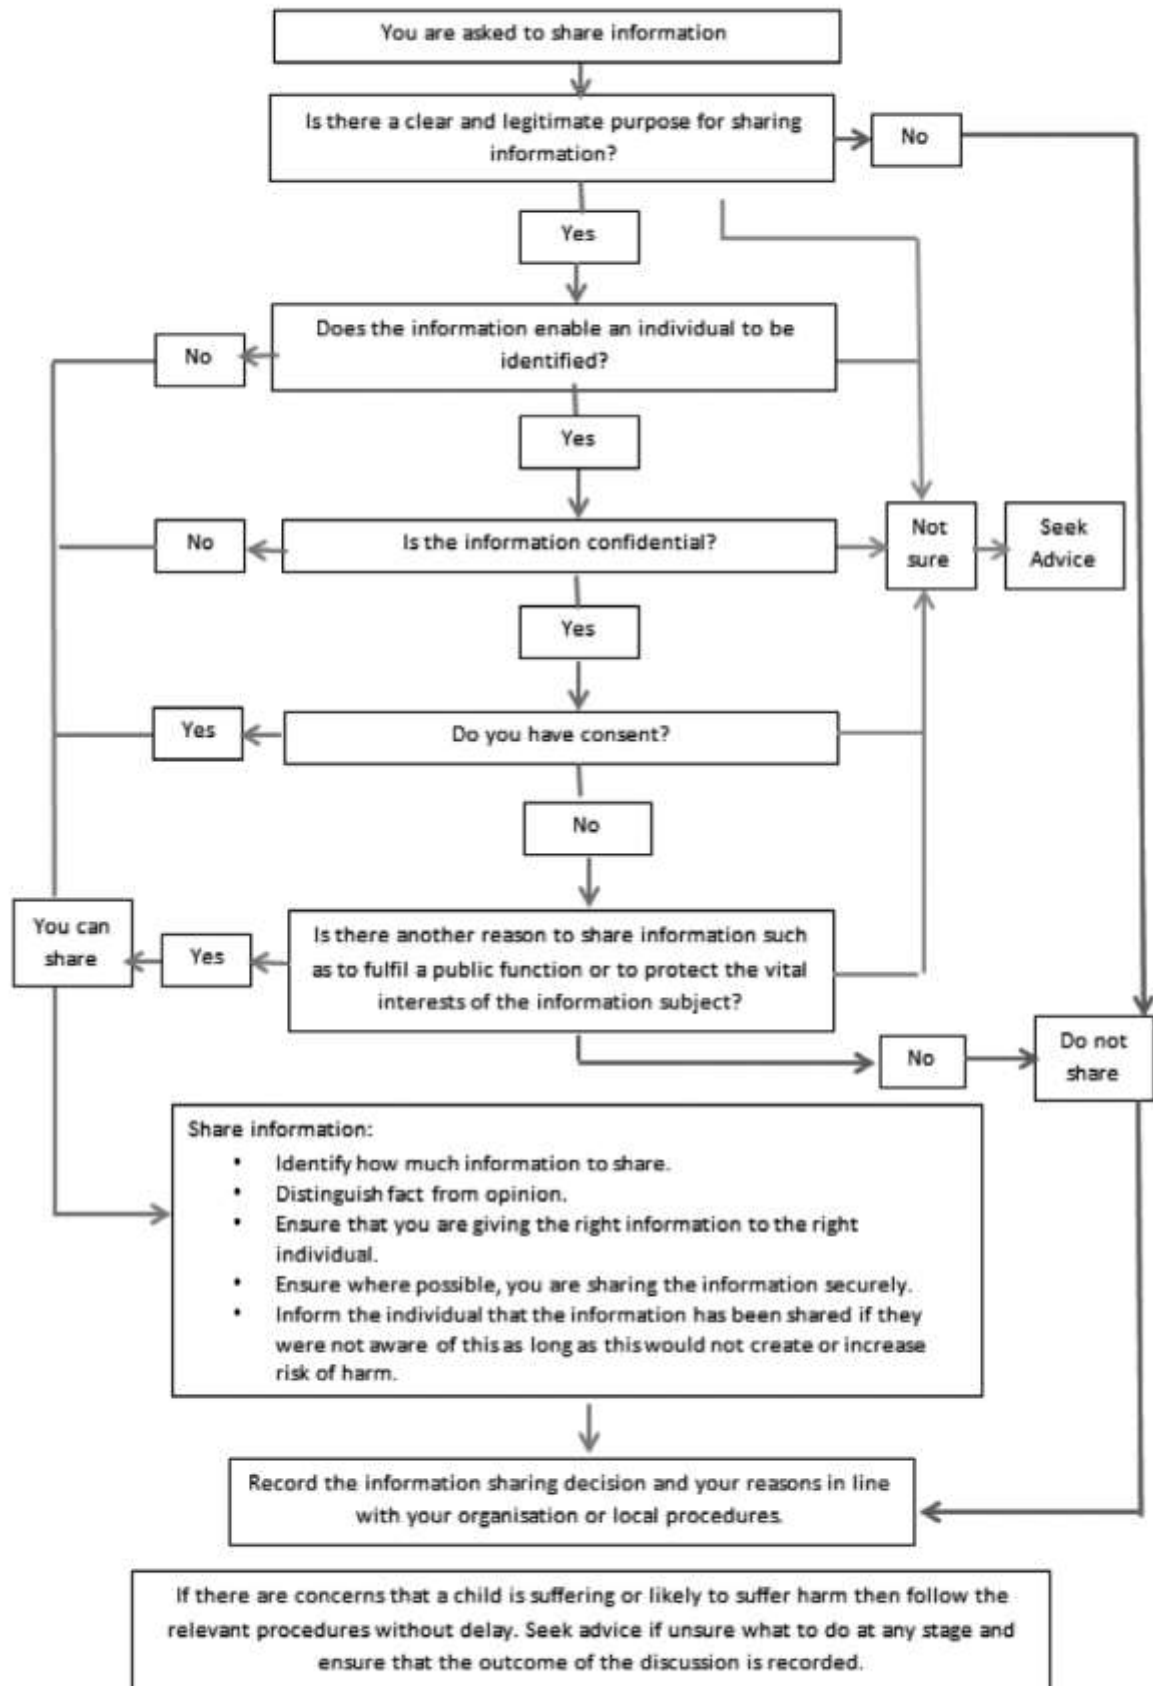 You are asked to share information
Is there a clear and legitimate purpose for sharing
information?
No
Yes
Does the information enable an individual to be
identified?
No
Yes
Is the information confidential?
No
Not
sure
Seek
Advice
Yes
Do you have consent?
Yes
No
Is there another reason to share information such
as to fulfil a public function or to protect the vital
interests of the information subject?
Yes
You can
share
No
Do not
share
Share information:
• Identify how much information to share.
• Distinguish fact from opinion.
• Ensure that you are giving the right information to the right
individual.
• Ensure where possible, you are sharing the information securely.
• Inform the individual that the information has been shared if they
were not aware of this as long as this would not create or increase
risk of harm.
Record the information sharing decision and your reasons in line
with your organisation or local procedures.
If there are concerns that a child is suffering or likely to suffer harm then follow the
relevant procedures without delay. Seek advice if unsure what to do at any stage and
ensure that the outcome of the discussion is recorded.